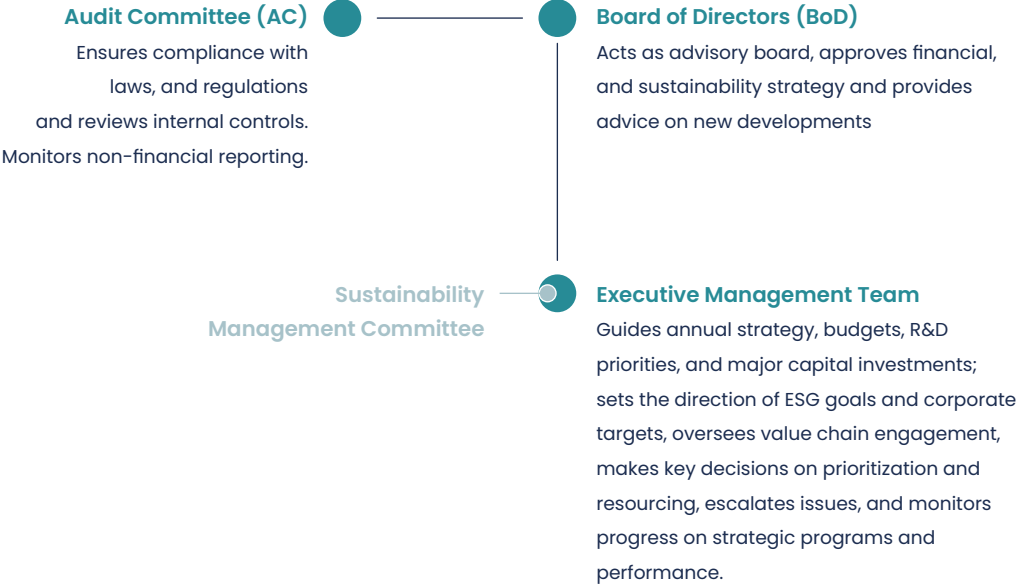 Audit Committee (AC)
Ensures compliance with
laws, and regulations
and reviews internal controls.
Monitors non-financial reporting.
Board of Directors (BoD)
Acts as advisory board, approves financial,
and sustainability strategy and provides
advice on new developments
Sustainability
Management Committee
Executive Management Team
Guides annual strategy, budgets, R&D
priorities, and major capital investments;
sets the direction of ESG goals and corporate
targets, oversees value chain engagement,
makes key decisions on prioritization and
resourcing, escalates issues, and monitors
progress on strategic programs and
performance.